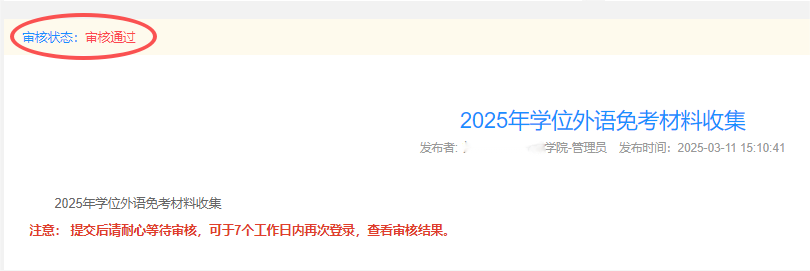 审核状态：审核通过
2025年学位外语免考材料收集
发布者: 学院-管理员 发布时间：2025-03-11 15:10:41
2025年学位外语免考材料收集
注意： 提交后请耐心等待审核，可于7个工作日内再次登录，查看审核结果。